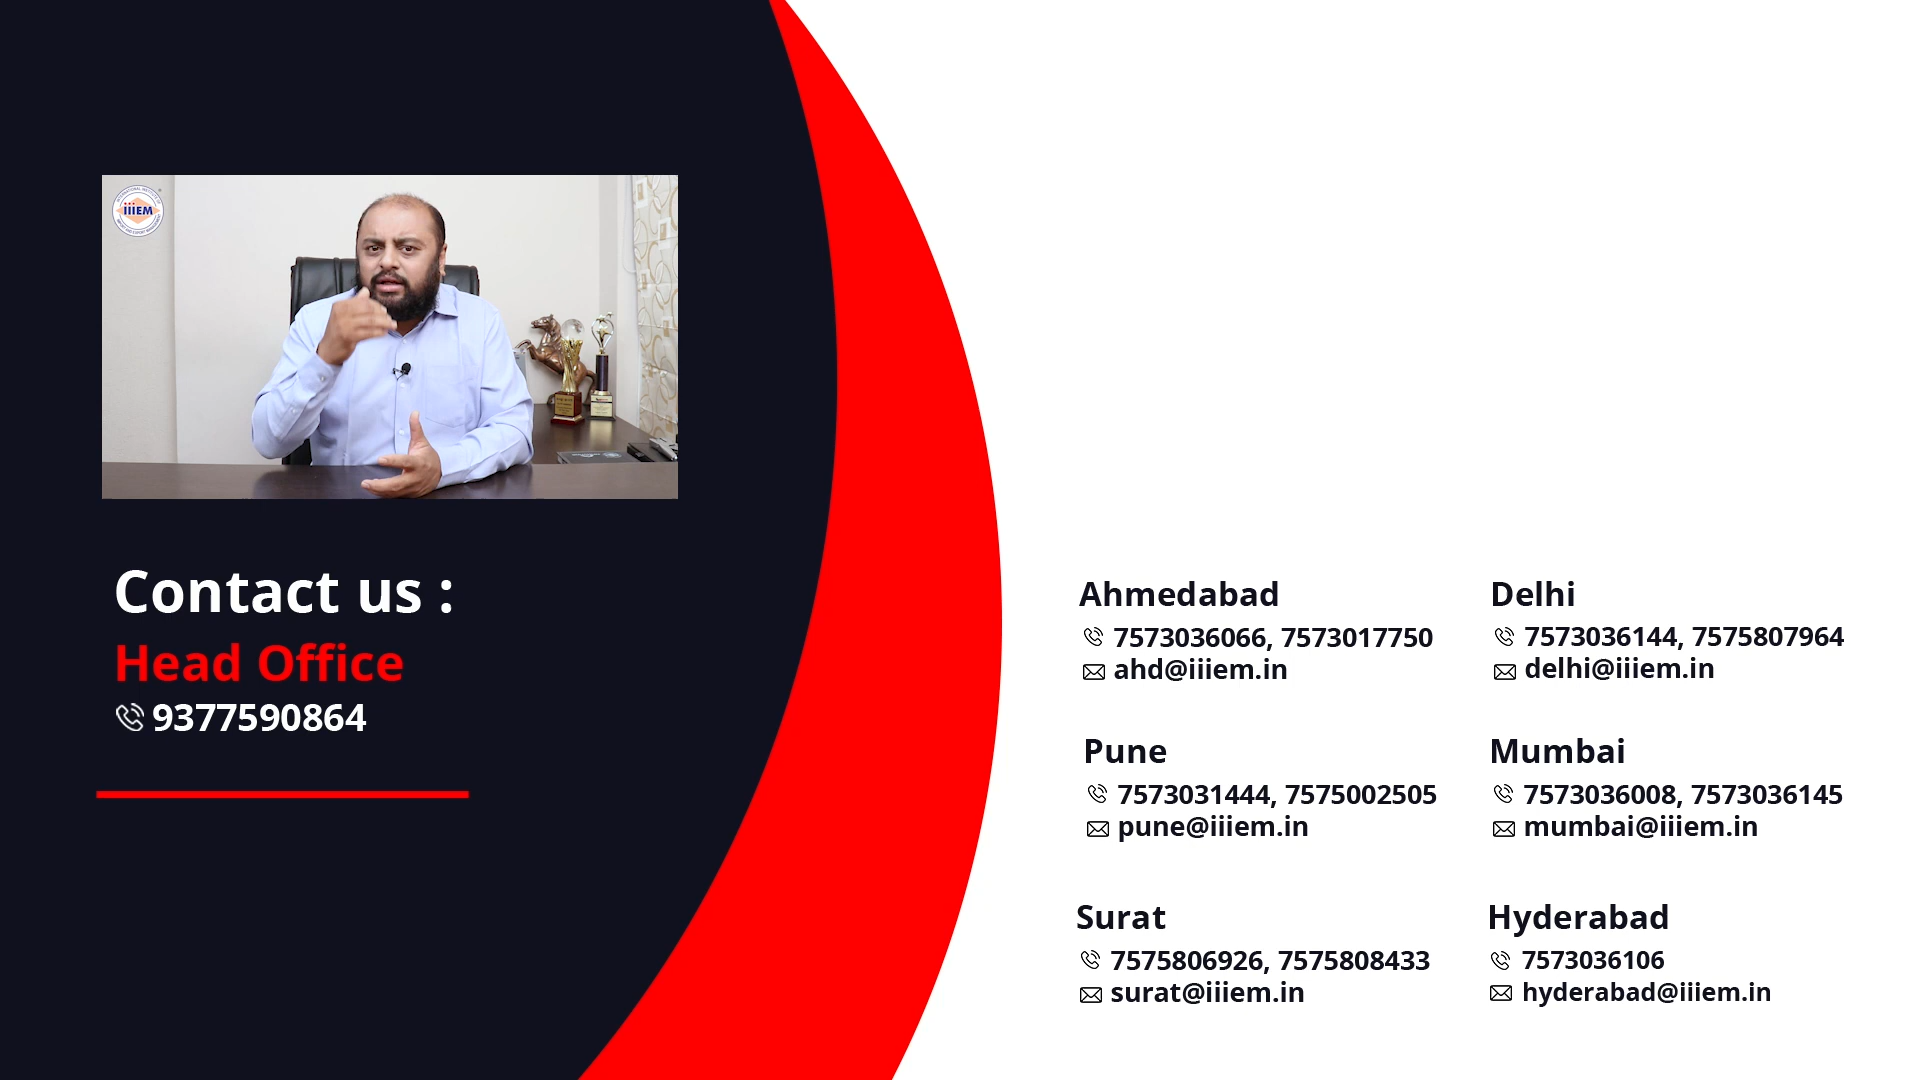 iiiEM
Contact us :
Head Office
9377590864
Ahmedabad
7573036066, 7573017750
ahd@iiiem.in
Delhi
7573036144, 7575807964
delhi@iiiem.in
Pune
7573031444, 7575002505
pune@iiiem.in
Mumbai
7573036008, 7573036145
mumbai@iiiem.in
Surat
7575806926, 7575808433
surat@iiiem.in
Hyderabad
7573036106
hyderabad@iiiem.in